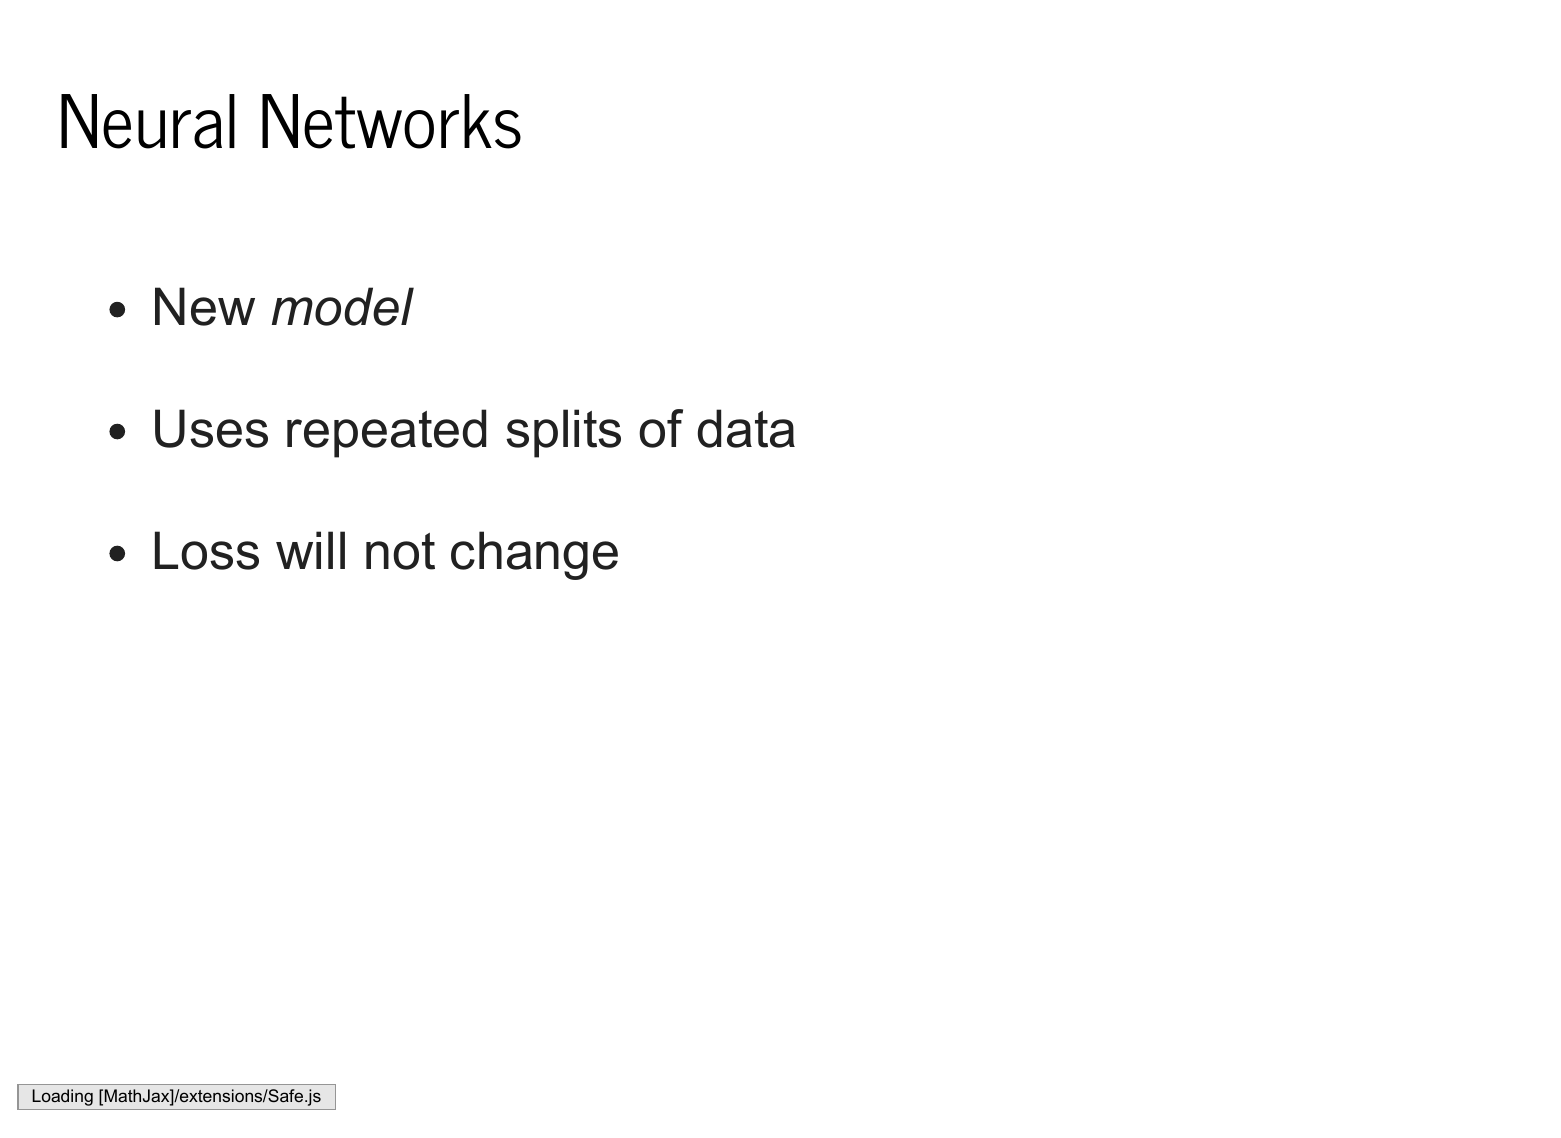 Neural Networks
New model
Uses repeated splits of data
Loss will not change
Loading [MathJax]/extensions/Safe.js